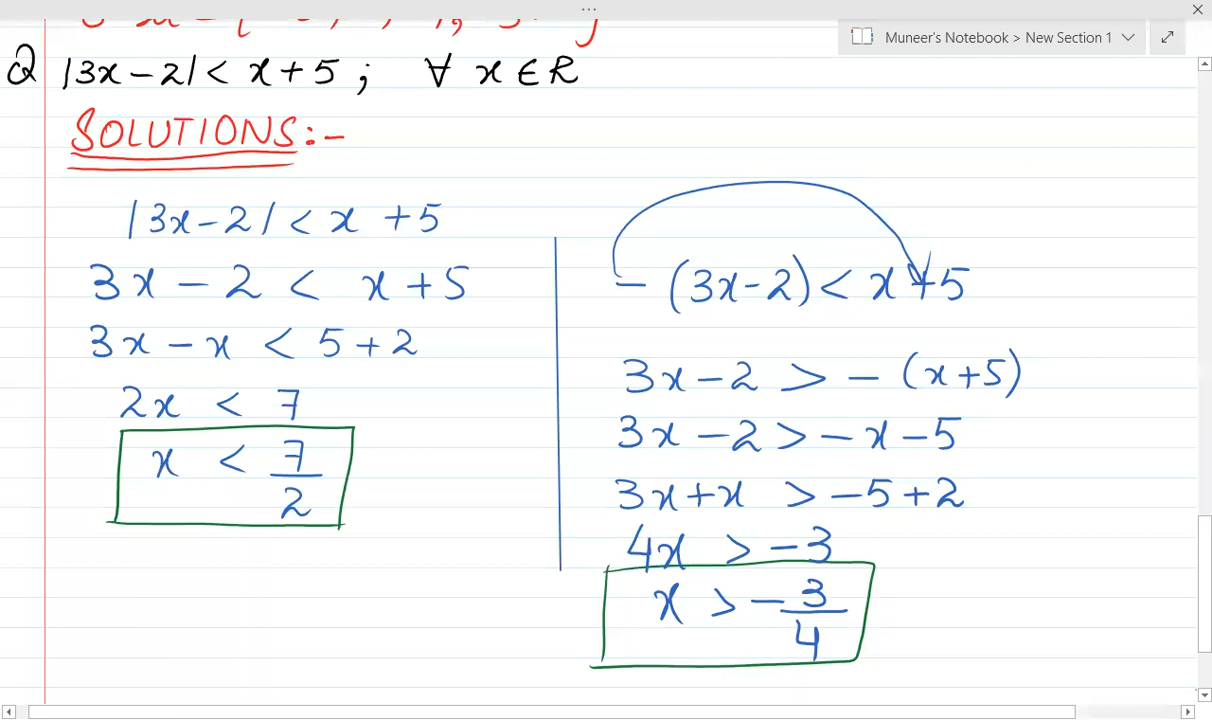 Muneer's Notebook > New Section 1
Q |3x-2| < x+5 ; ∀ x ∈ R
SOLUTIONS:-
|3x-2| < x+5
3x - 2 < x+5
3x - x < 5+2
2x < 7
x < 7/2
- (3x-2) < x+5
3x-2 > - (x+5)
3x-2 > -x-5
3x+x > -5+2
4x > -3
x > -3/4